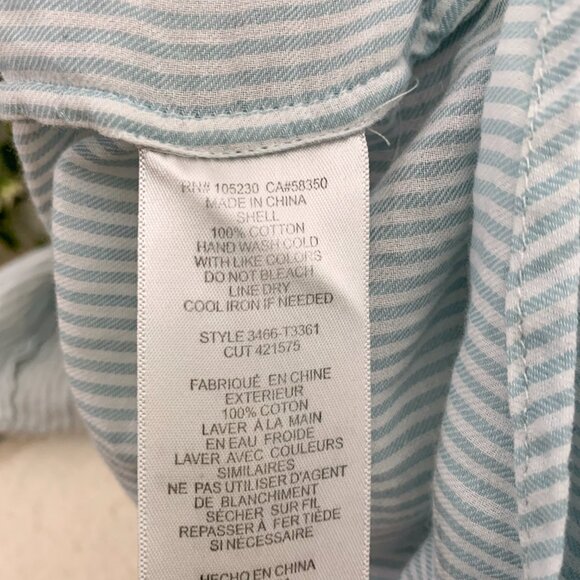 RN# 105230 CA#58350
MADE IN CHINA
SHELL
100% COTTON
HAND WASH COLD
WITH LIKE COLORS
DO NOT BLEACH
LINE DRY
COOL IRON IF NEEDED
STYLE 3466-T3361
CUT 421575
FABRIQUÉ EN CHINE
EXTERIEUR
100% COTON
LAVER À LA MAIN
EN EAU FROIDE
LAVER AVEC COULEURS
SIMILAIRES
NE PAS UTILISER D'AGENT
DE BLANCHIMENT
SÉCHER SUR FIL
REPASSER À FER TIÈDE
SI NÉCESSAIRE
HECHO EN CHINA